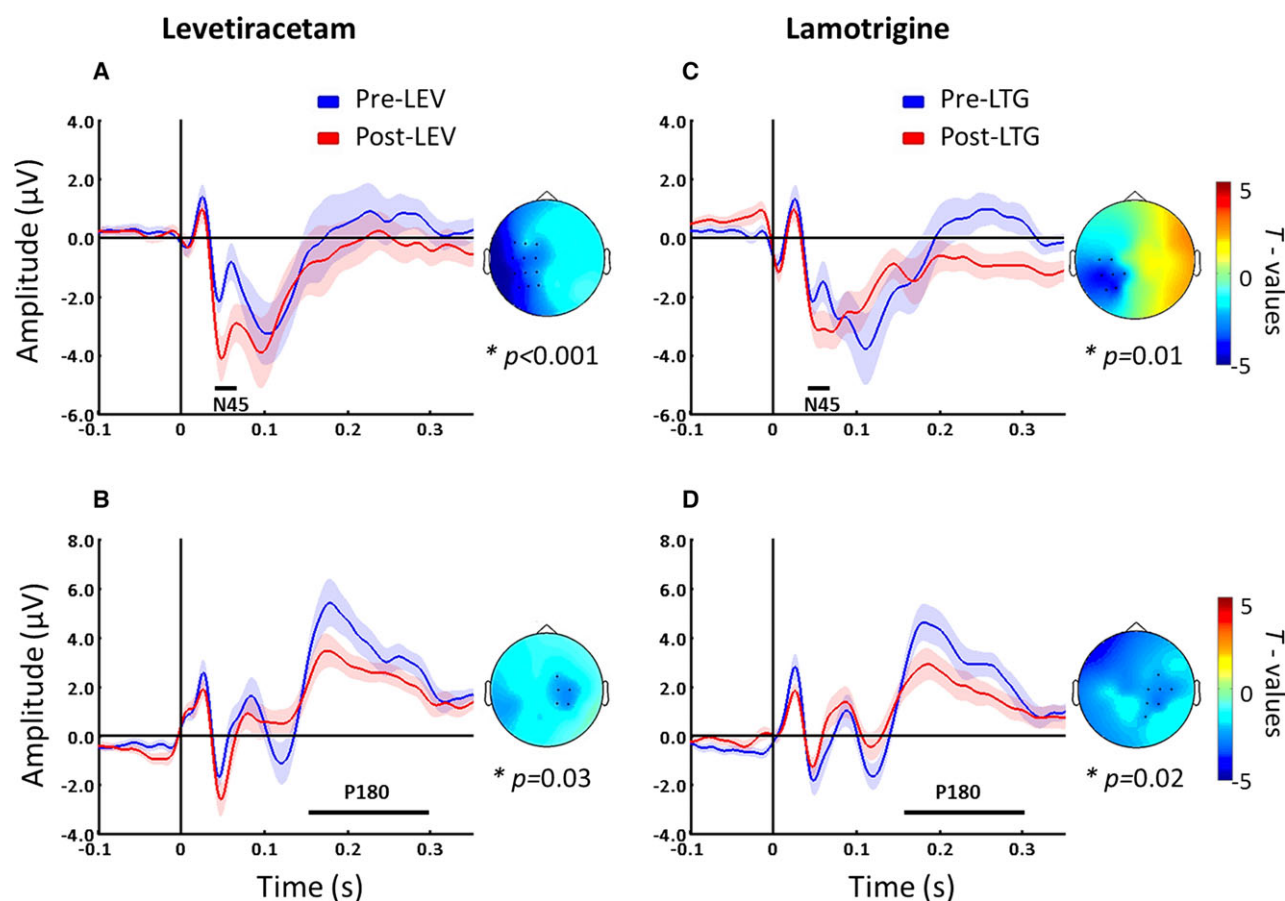 Levetiracetam
Lamotrigine
A
Pre-LEV
Post-LEV
4.0
2.0
0.0
-2.0
-4.0
-6.0
Amplitude (µV)
N45
-0.1 0 0.1 0.2 0.3
* p<0.001
C
Pre-LTG
Post-LTG
4.0
2.0
0.0
-2.0
-4.0
-6.0
N45
-0.1 0 0.1 0.2 0.3
* p=0.01
5
0
-5
T - values
B
8.0
6.0
4.0
2.0
0.0
-2.0
-4.0
Amplitude (µV)
P180
-0.1 0 0.1 0.2 0.3
Time (s)
* p=0.03
D
8.0
6.0
4.0
2.0
0.0
-2.0
-4.0
P180
-0.1 0 0.1 0.2 0.3
Time (s)
* p=0.02
5
0
-5
T - values